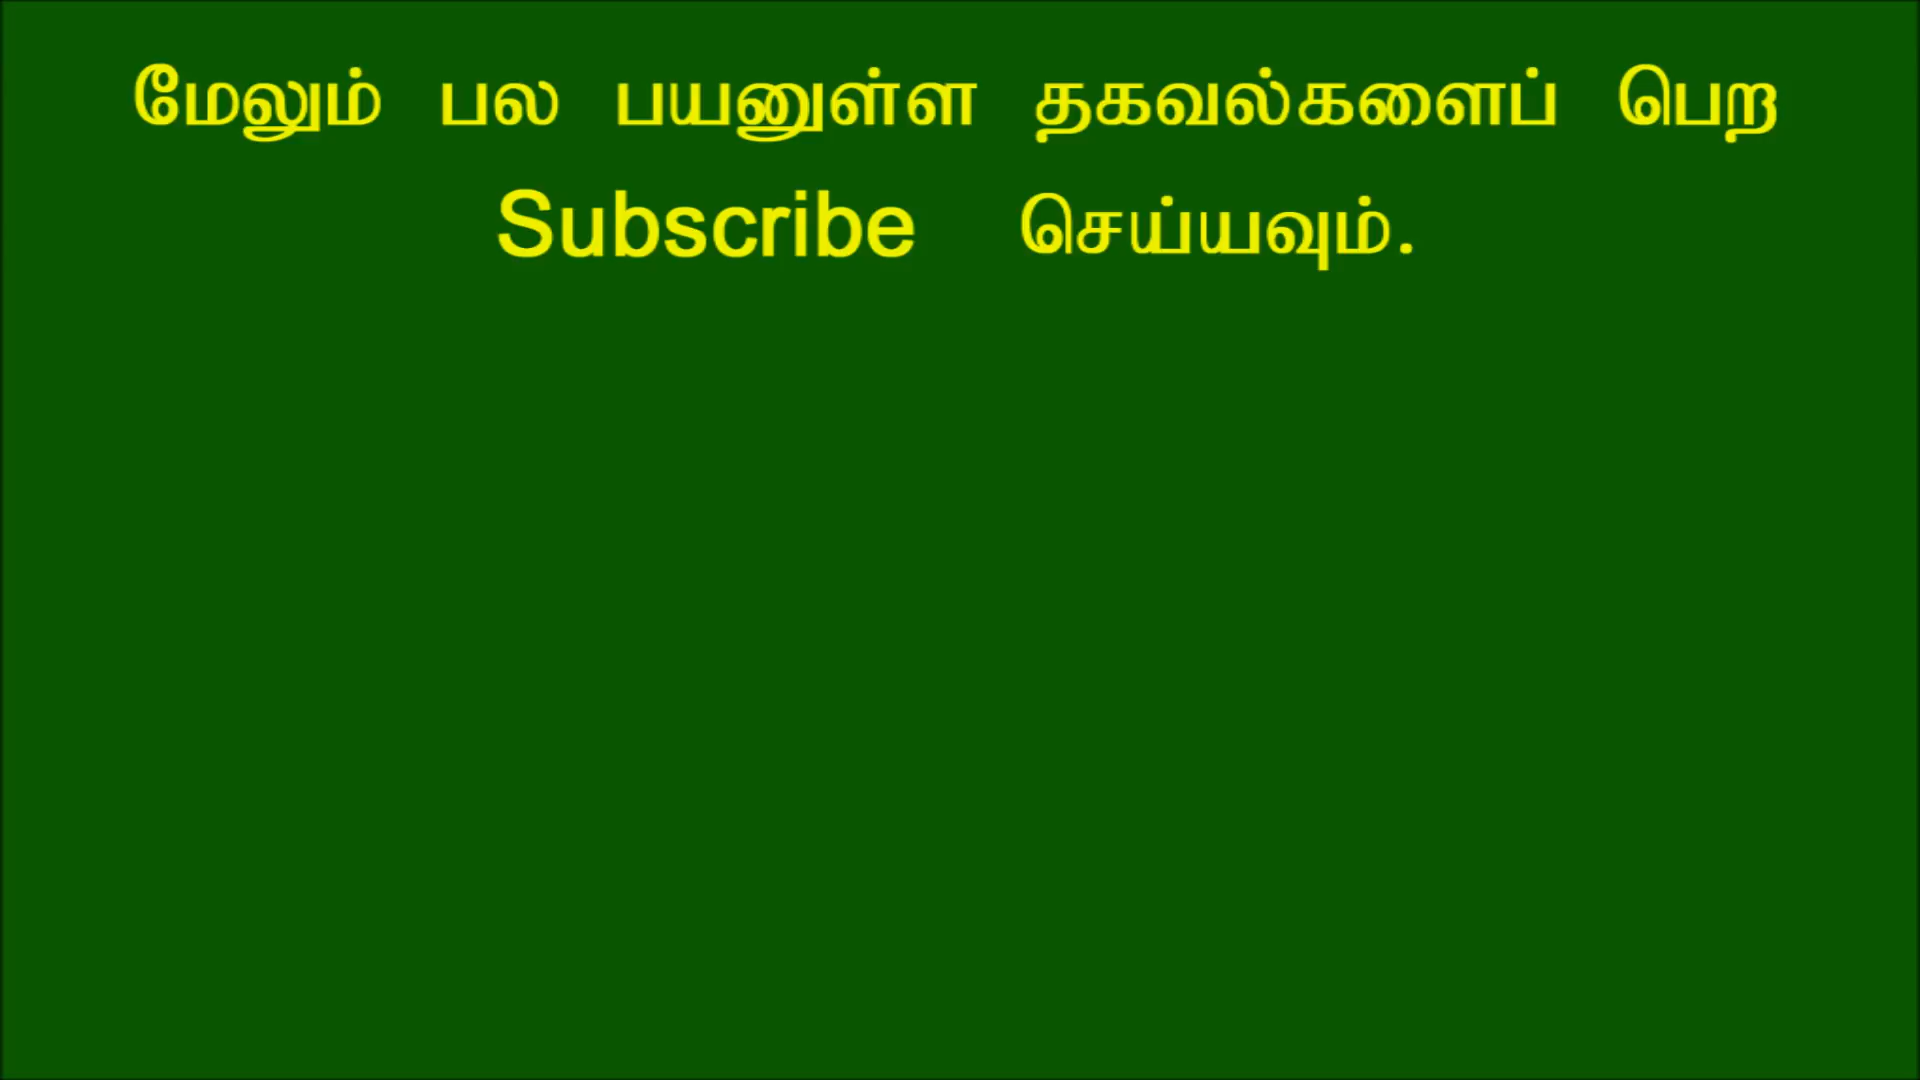 மேலும் பல பயனுள்ள தகவல்களைப் பெற
Subscribe செய்யவும்.